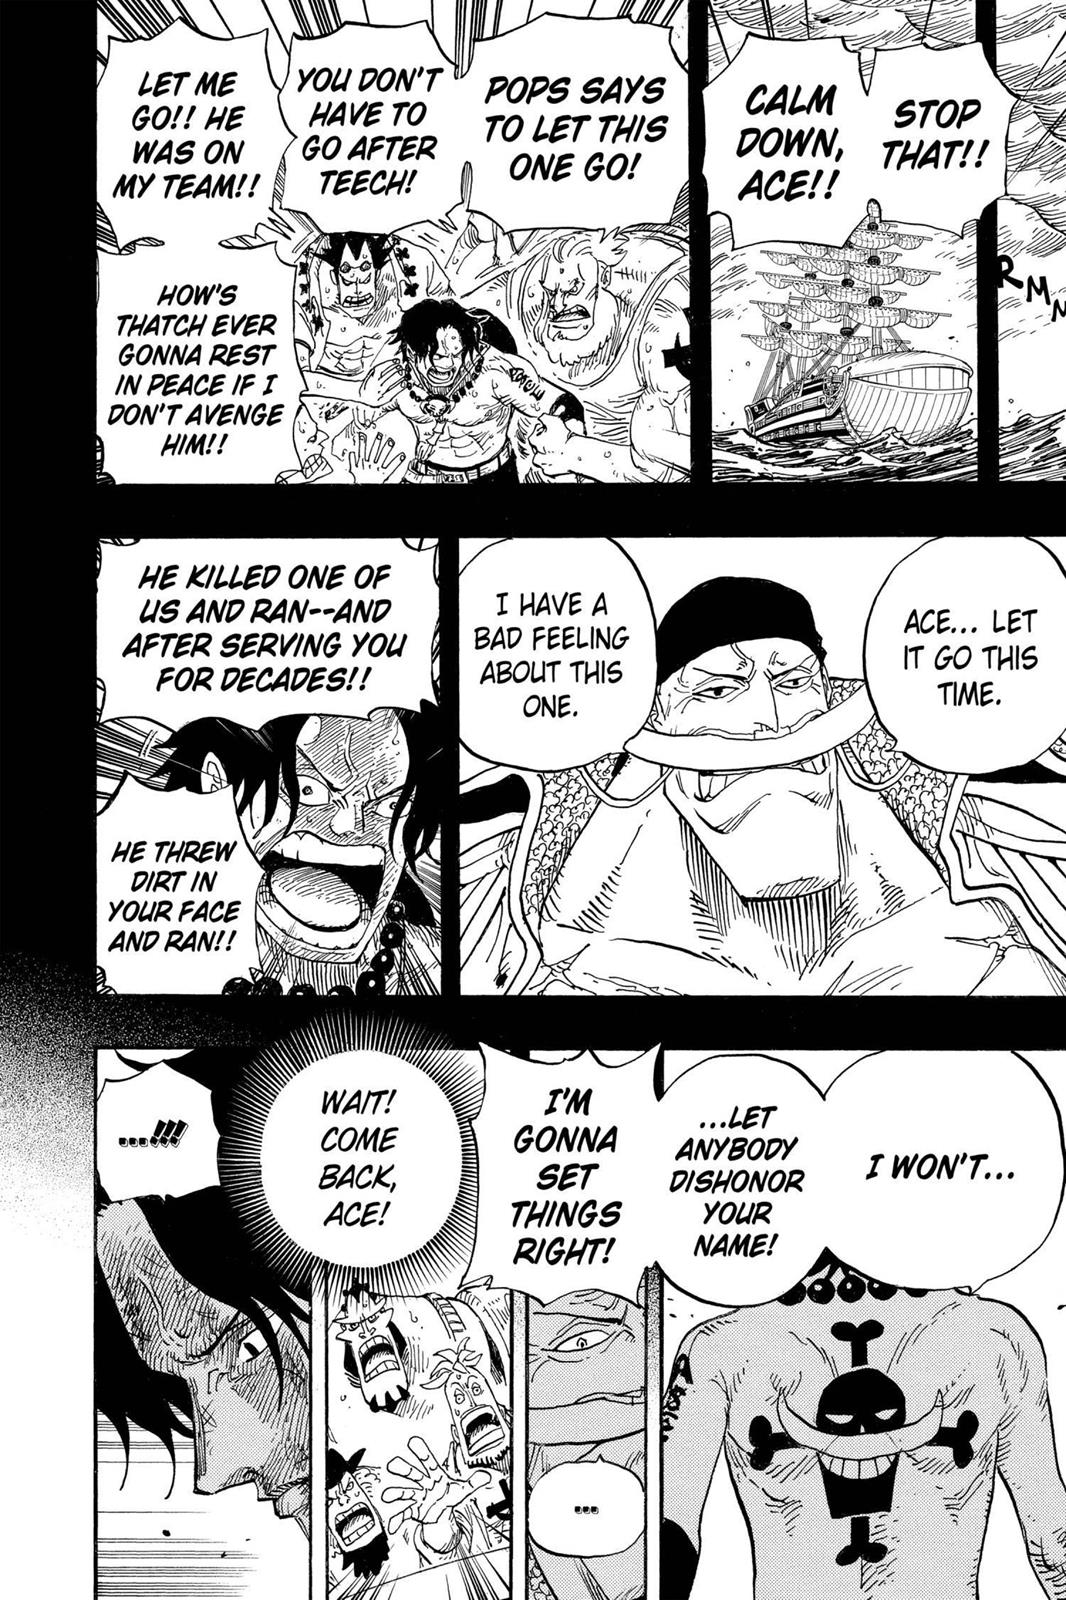 STOP
THAT!!
CALM
DOWN,
ACE!!
RMM
POPS SAYS
TO LET THIS
ONE GO!
YOU DON'T
HAVE TO
GO AFTER
TEECH!
LET ME
GO!! HE
WAS ON
MY TEAM!!
HOW'S
THATCH EVER
GONNA REST
IN PEACE IF I
DON'T AVENGE
HIM!!
ACE... LET
IT GO THIS
TIME.
I HAVE A
BAD FEELING
ABOUT THIS
ONE.
HE KILLED ONE OF
US AND RAN--AND
AFTER SERVING YOU
FOR DECADES!!
HE THREW
DIRT IN
YOUR FACE
AND RAN!!
I WON'T...
...LET
ANYBODY
DISHONOR
YOUR
NAME!
I'M
GONNA
SET
THINGS
RIGHT!
...
WAIT!
COME
BACK,
ACE!
...!!!